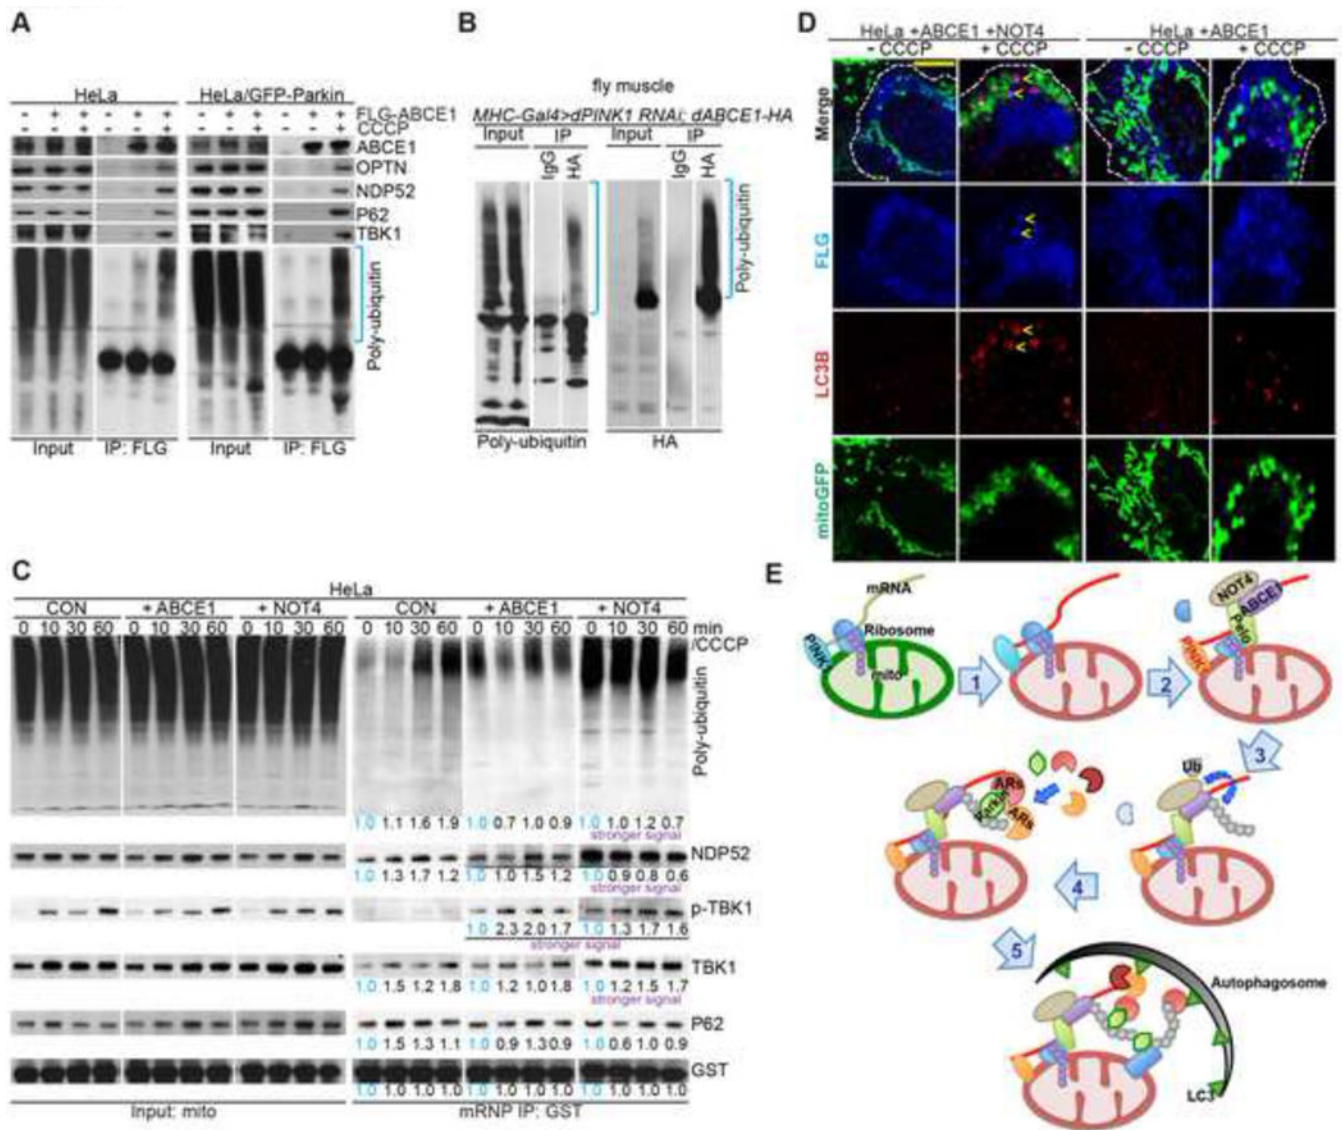 A
HeLa
HeLa/GFP-Parkin
- + + - + + - + + - + + FLG-ABCE1
- - + - - + - - + - - + CCCP
ABCE1
OPTN
NDP52
P62
TBK1
Poly-ubiquitin
Input
IP: FLG
Input
IP: FLG
B
fly muscle
MHC-Gal4>dPINK1 RNAi; dABCE1-HA
Input IP Input IP
IgG HA IgG HA
Poly-ubiquitin
Poly-ubiquitin
HA
C
HeLa
CON + ABCE1 + NOT4 CON + ABCE1 + NOT4
0 10 30 60 0 10 30 60 0 10 30 60 0 10 30 60 0 10 30 60 0 10 30 60 min
/CCCP
Poly-ubiquitin
1.0 1.1 1.6 1.9 1.0 0.7 1.0 0.9 1.0 1.0 1.2 0.7
stronger signal
NDP52
1.0 1.3 1.7 1.2 1.0 1.0 1.5 1.2 1.0 0.9 0.8 0.6
stronger signal
p-TBK1
1.0 2.3 2.0 1.7 1.0 1.3 1.7 1.6
stronger signal
TBK1
1.0 1.5 1.2 1.8 1.0 1.2 1.0 1.8 1.0 1.2 1.5 1.7
stronger signal
P62
1.0 1.5 1.3 1.1 1.0 0.9 1.3 0.9 1.0 0.6 1.0 0.9
GST
1.0 1.0 1.0 1.0 1.0 1.0 1.0 1.0 1.0 1.0 1.0 1.0
Input: mito
mRNP IP: GST
D
HeLa +ABCE1 +NOT4
HeLa +ABCE1
- CCCP + CCCP - CCCP + CCCP
Merge
FLG
LC3B
mitoGFP
E
mRNA
Ribosome
PINK1
mito
1
2
NOT4
ABCE1
Pelo
PINK1
3
Ub
4
ARs
Parkin
ARs
5
Autophagosome
LC3